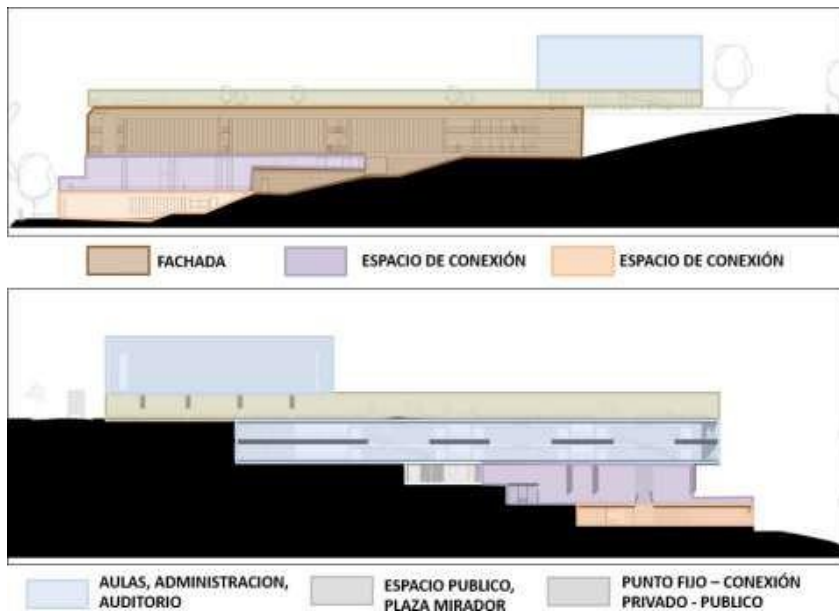 FACHADA
ESPACIO DE CONEXIÓN
ESPACIO DE CONEXIÓN
AULAS, ADMINISTRACION,
AUDITORIO
ESPACIO PUBLICO,
PLAZA MIRADOR
PUNTO FIJO – CONEXIÓN
PRIVADO - PUBLICO